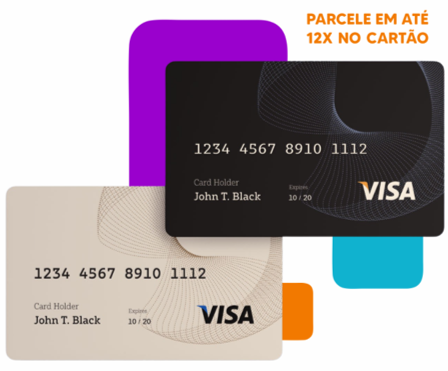 PARCELE EM ATÉ
12X NO CARTÃO
1234 4567 8910 1112
Card Holder
Expires
John T. Black
10 / 20
VISA
1234 4567 8910 1112
Card Holder
Expires
John T. Black
10 / 20
VISA